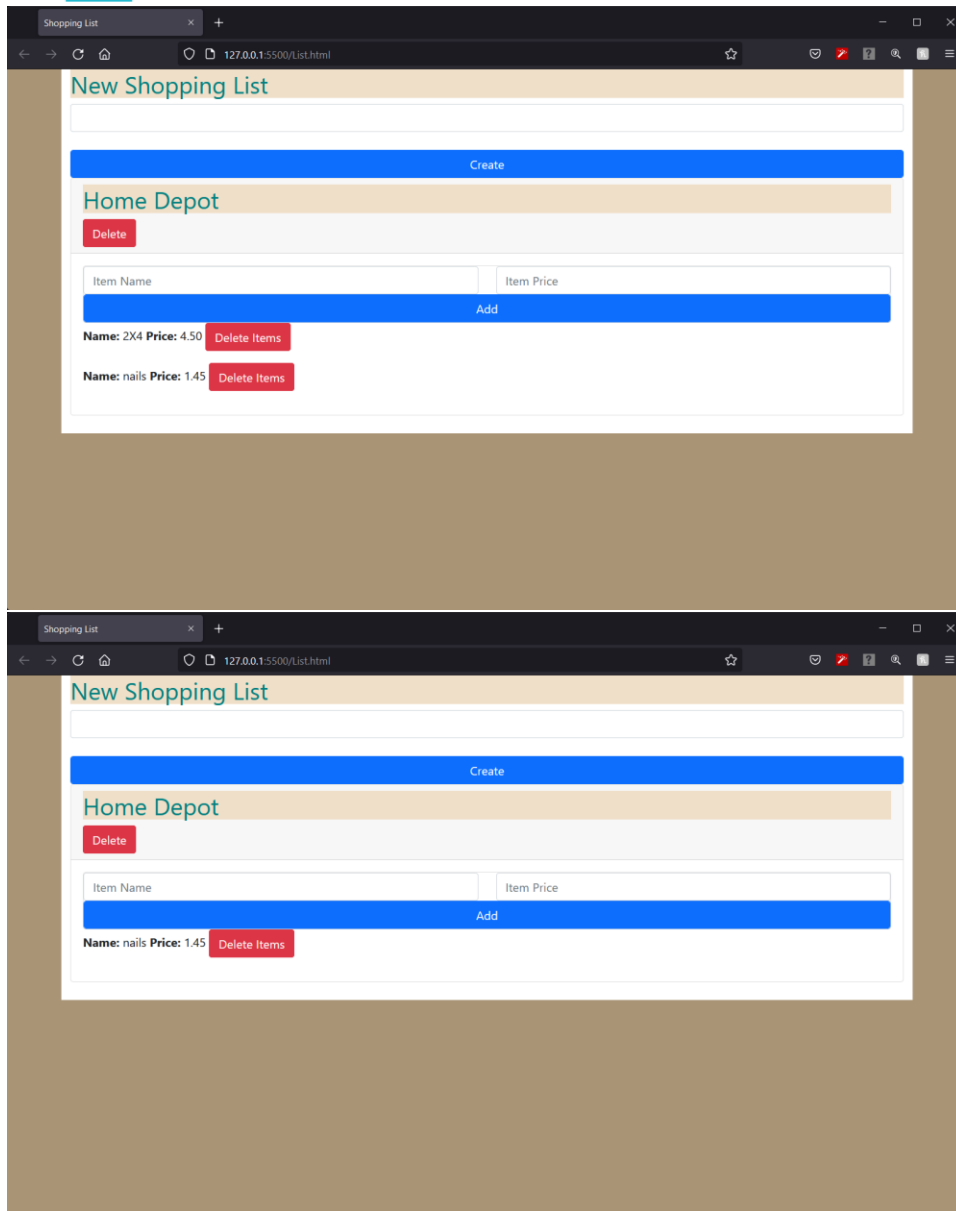 Shopping List
127.0.0.1:5500/List.html
New Shopping List
Create
Home Depot
Delete
Item Name Item Price
Add
Name: 2X4 Price: 4.50 Delete Items
Name: nails Price: 1.45 Delete Items
Shopping List
127.0.0.1:5500/List.html
New Shopping List
Create
Home Depot
Delete
Item Name Item Price
Add
Name: nails Price: 1.45 Delete Items